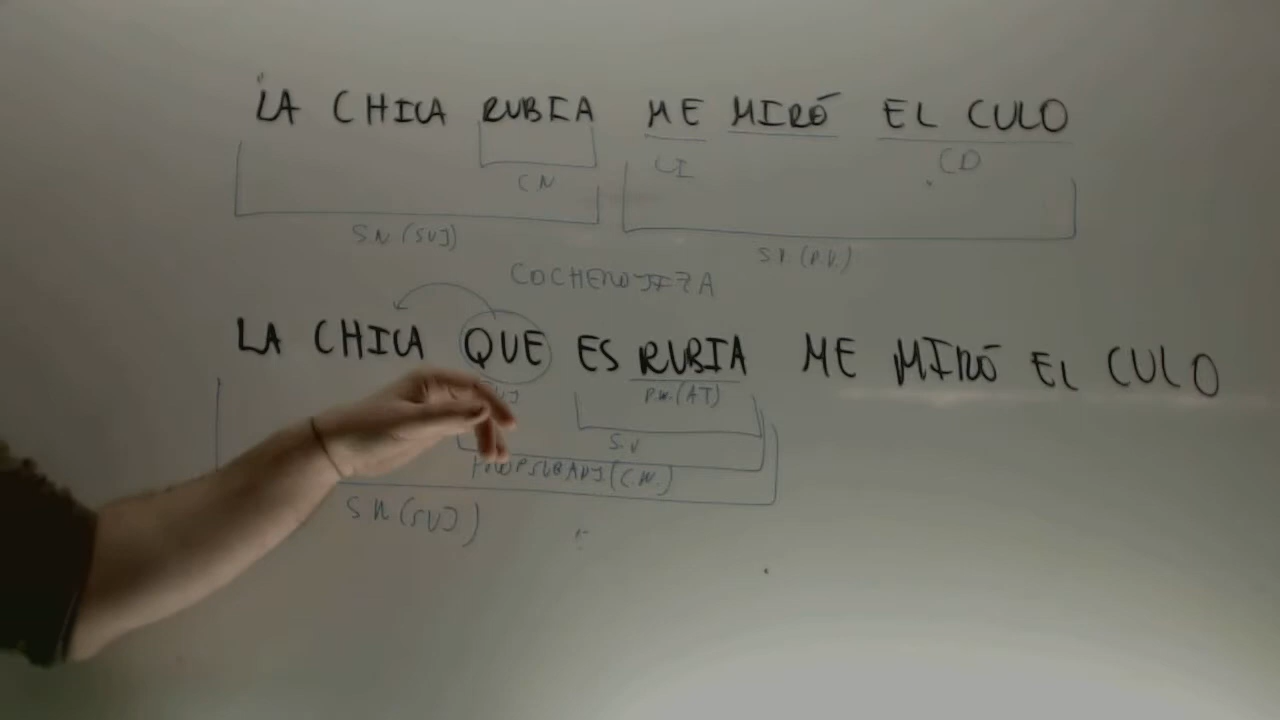 LA CHICA RUBIA ME MIRÓ EL CULO
CI CD
C N
S.N. (SUJ)
COCHENOJIZA
LA CHICA QUE ES RUBIA ME MIRÓ EL CULO
(AT)
S.V
(C.N.)
S N (SUJ)